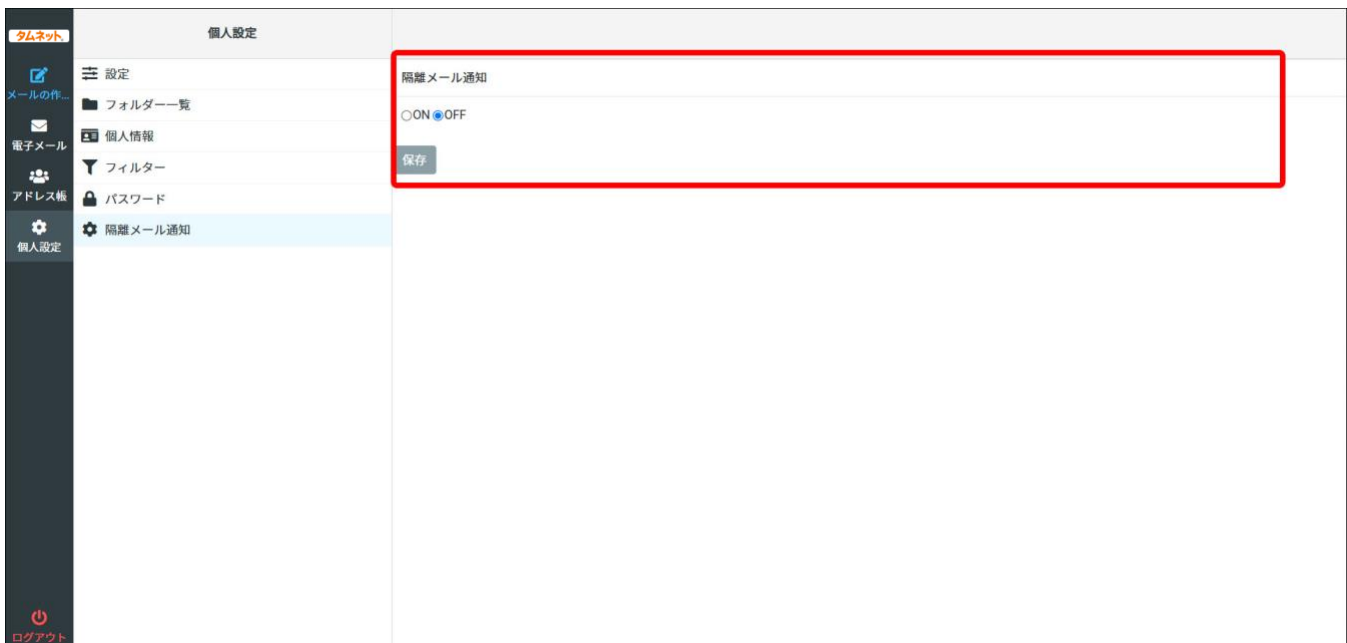 タムネット
メールの作...
電子メール
アドレス帳
個人設定
ログアウト
個人設定
設定
フォルダー一覧
個人情報
フィルター
パスワード
隔離メール通知
隔離メール通知
ON OFF
保存